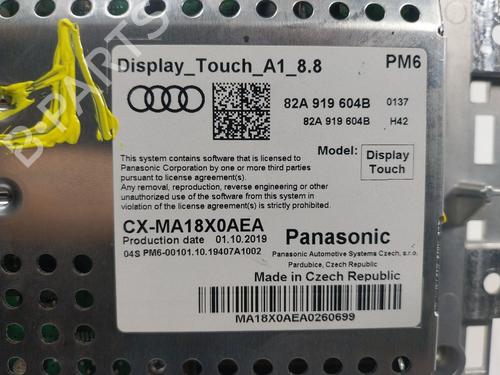 B-PARTS
Display_Touch_A1_8.8 PM6
82A 919 604B 0137
82A 919 604B H42
This system contains software that is licensed to
Panasonic Corporation by one or more third parties
pursuant to license agreement(s).
Any removal, reproduction, reverse engineering or other
unauthorized use of the software in this system in
violation of the license agreement(s) is strictly prohibited.
Model: Display Touch
CX-MA18X0AEA
Production date 01.10.2019
04S PM6-00101.10.19407A1002
Panasonic
Panasonic Automotive Systems Czech, s.r.o.
Pardubice, Czech Republic
Made in Czech Republic
MA18X0AEA0260699